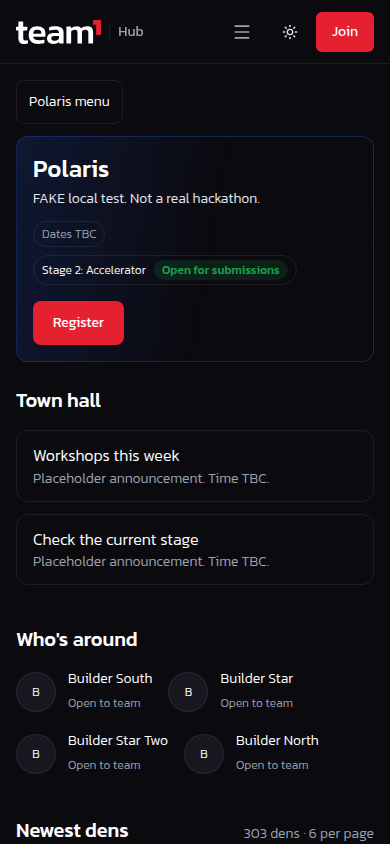 team1
Hub
Join
Polaris menu
Polaris
FAKE local test. Not a real hackathon.
Dates TBC
Stage 2: Accelerator Open for submissions
Register
Town hall
Workshops this week
Placeholder announcement. Time TBC.
Check the current stage
Placeholder announcement. Time TBC.
Who's around
B Builder South
Open to team
B Builder Star
Open to team
B Builder Star Two
Open to team
B Builder North
Open to team
Newest dens
303 dens · 6 per page